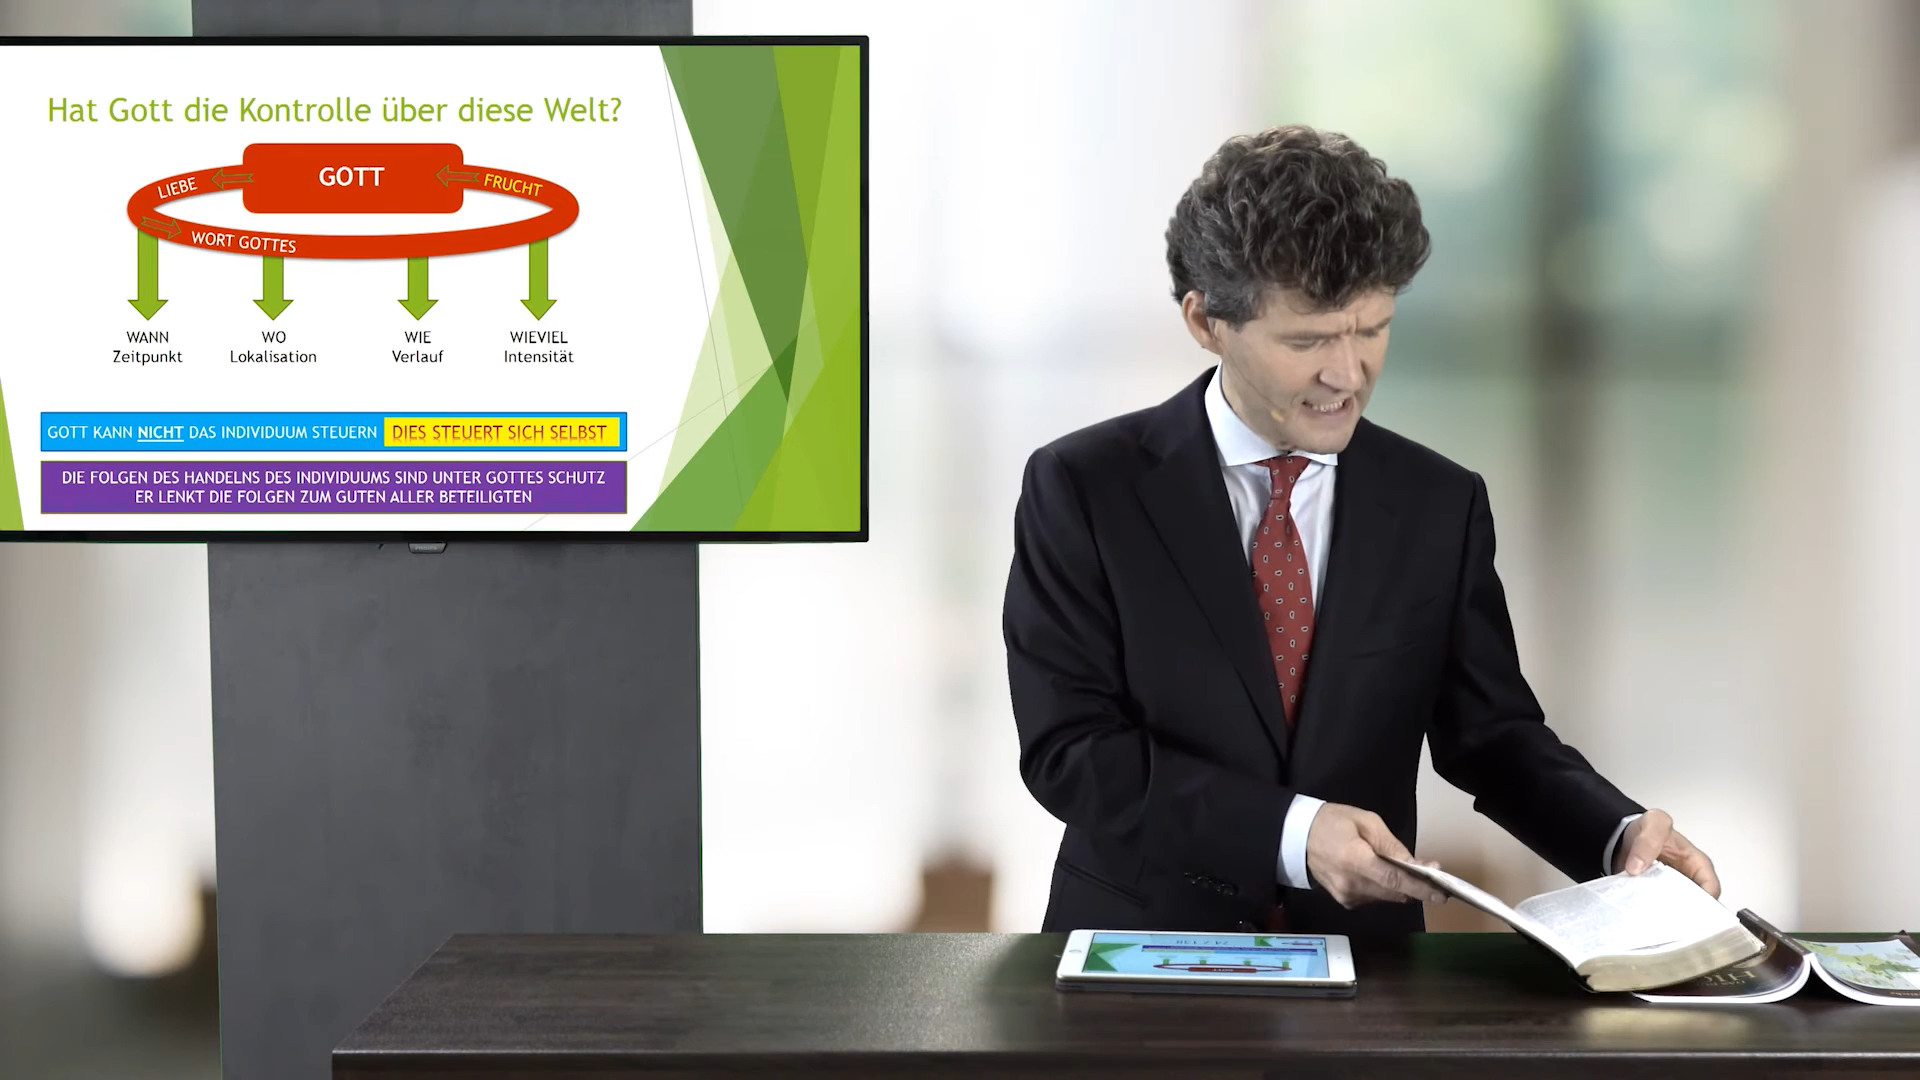 Hat Gott die Kontrolle über diese Welt?
GOTT
LIEBE
FRUCHT
WORT GOTTES
WANN
Zeitpunkt
WO
Lokalisation
WIE
Verlauf
WIEVIEL
Intensität
GOTT KANN NICHT DAS INDIVIDUUM STEUERN DIES STEUERT SICH SELBST
DIE FOLGEN DES HANDELNS DES INDIVIDUUMS SIND UNTER GOTTES SCHUTZ
ER LENKT DIE FOLGEN ZUM GUTEN ALLER BETEILIGTEN